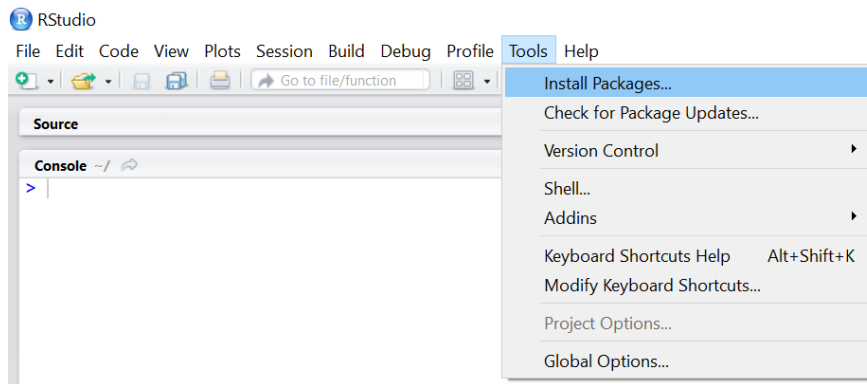 RStudio
File Edit Code View Plots Session Build Debug Profile Tools Help
Go to file/function
Install Packages...
Check for Package Updates...
Version Control
Shell...
Addins
Keyboard Shortcuts Help Alt+Shift+K
Modify Keyboard Shortcuts...
Project Options...
Global Options...
Source
Console ~/
>